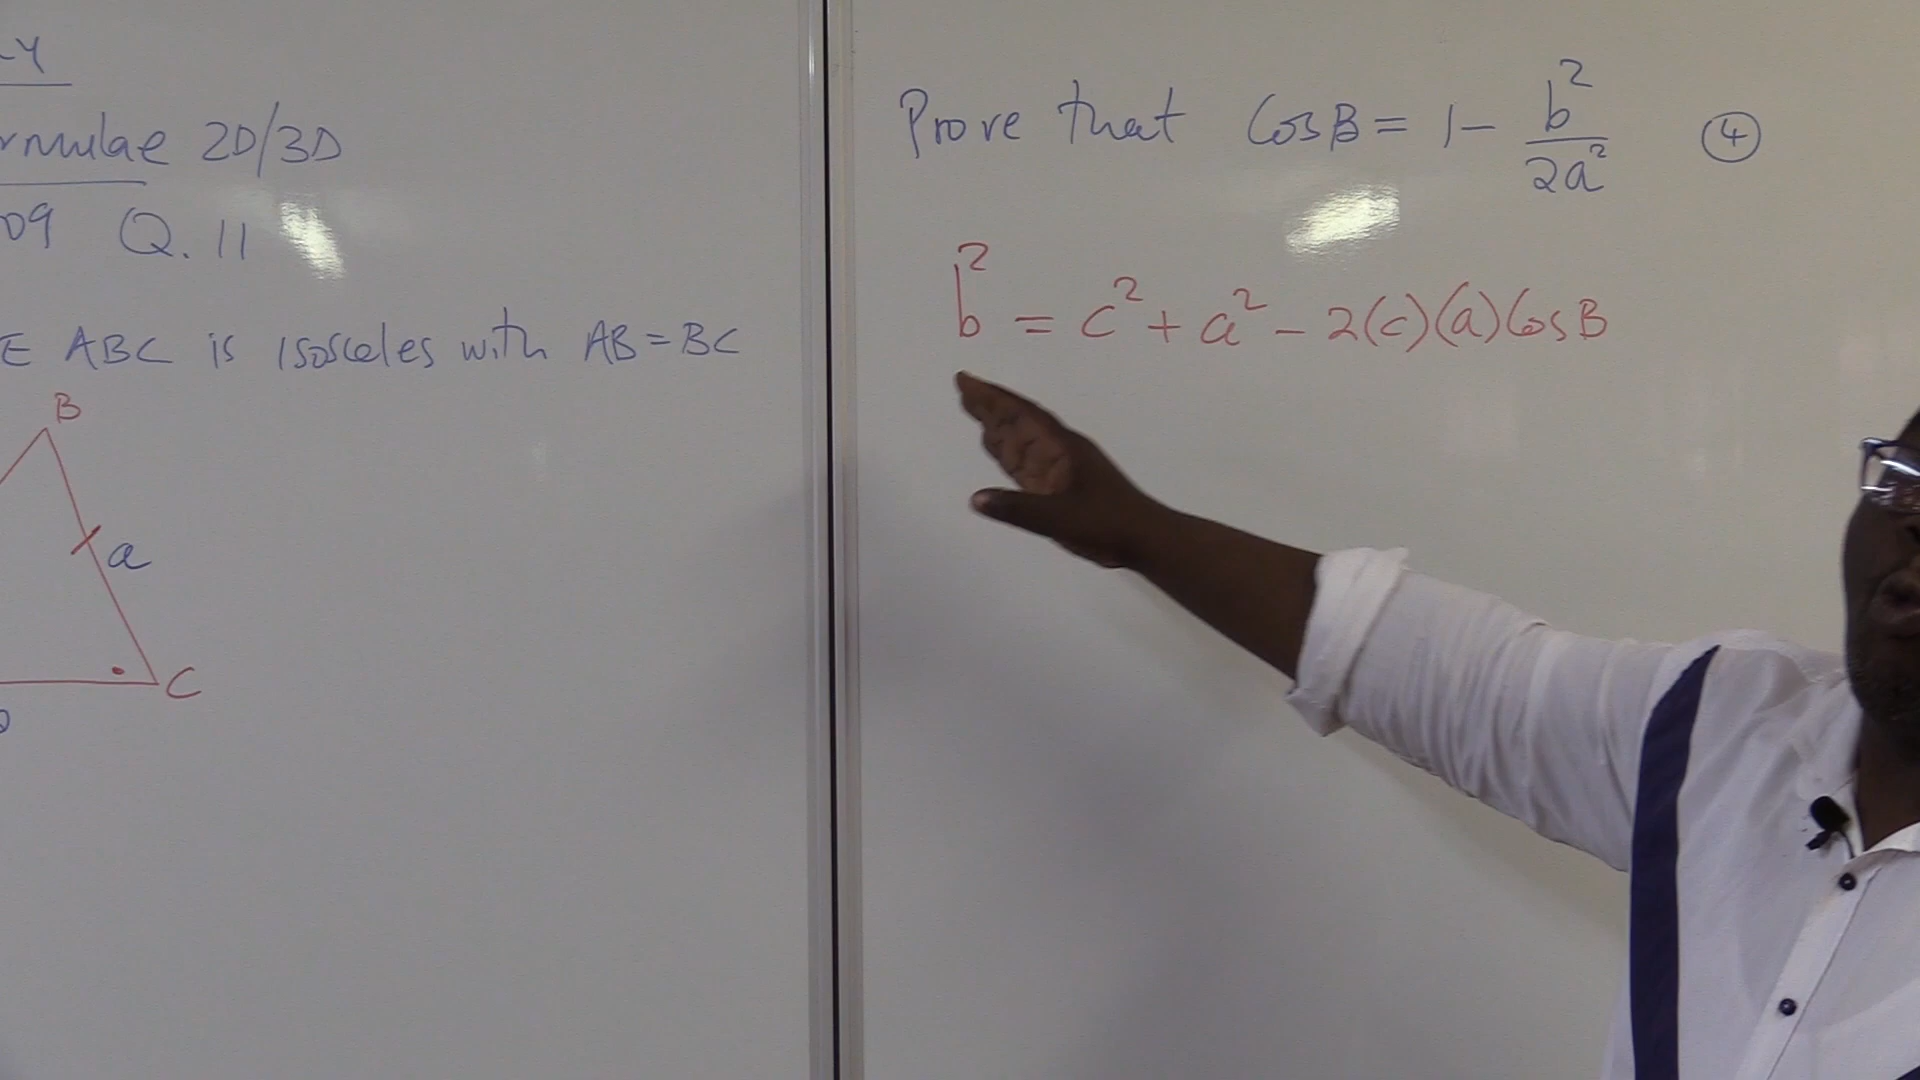 Y
2D/3D
09 Q. 11
E ABC is isosceles with AB = BC
B
a
C
Prove that CosB = 1 - b²/2a² ④
b² = c² + a² - 2(c)(a)CosB